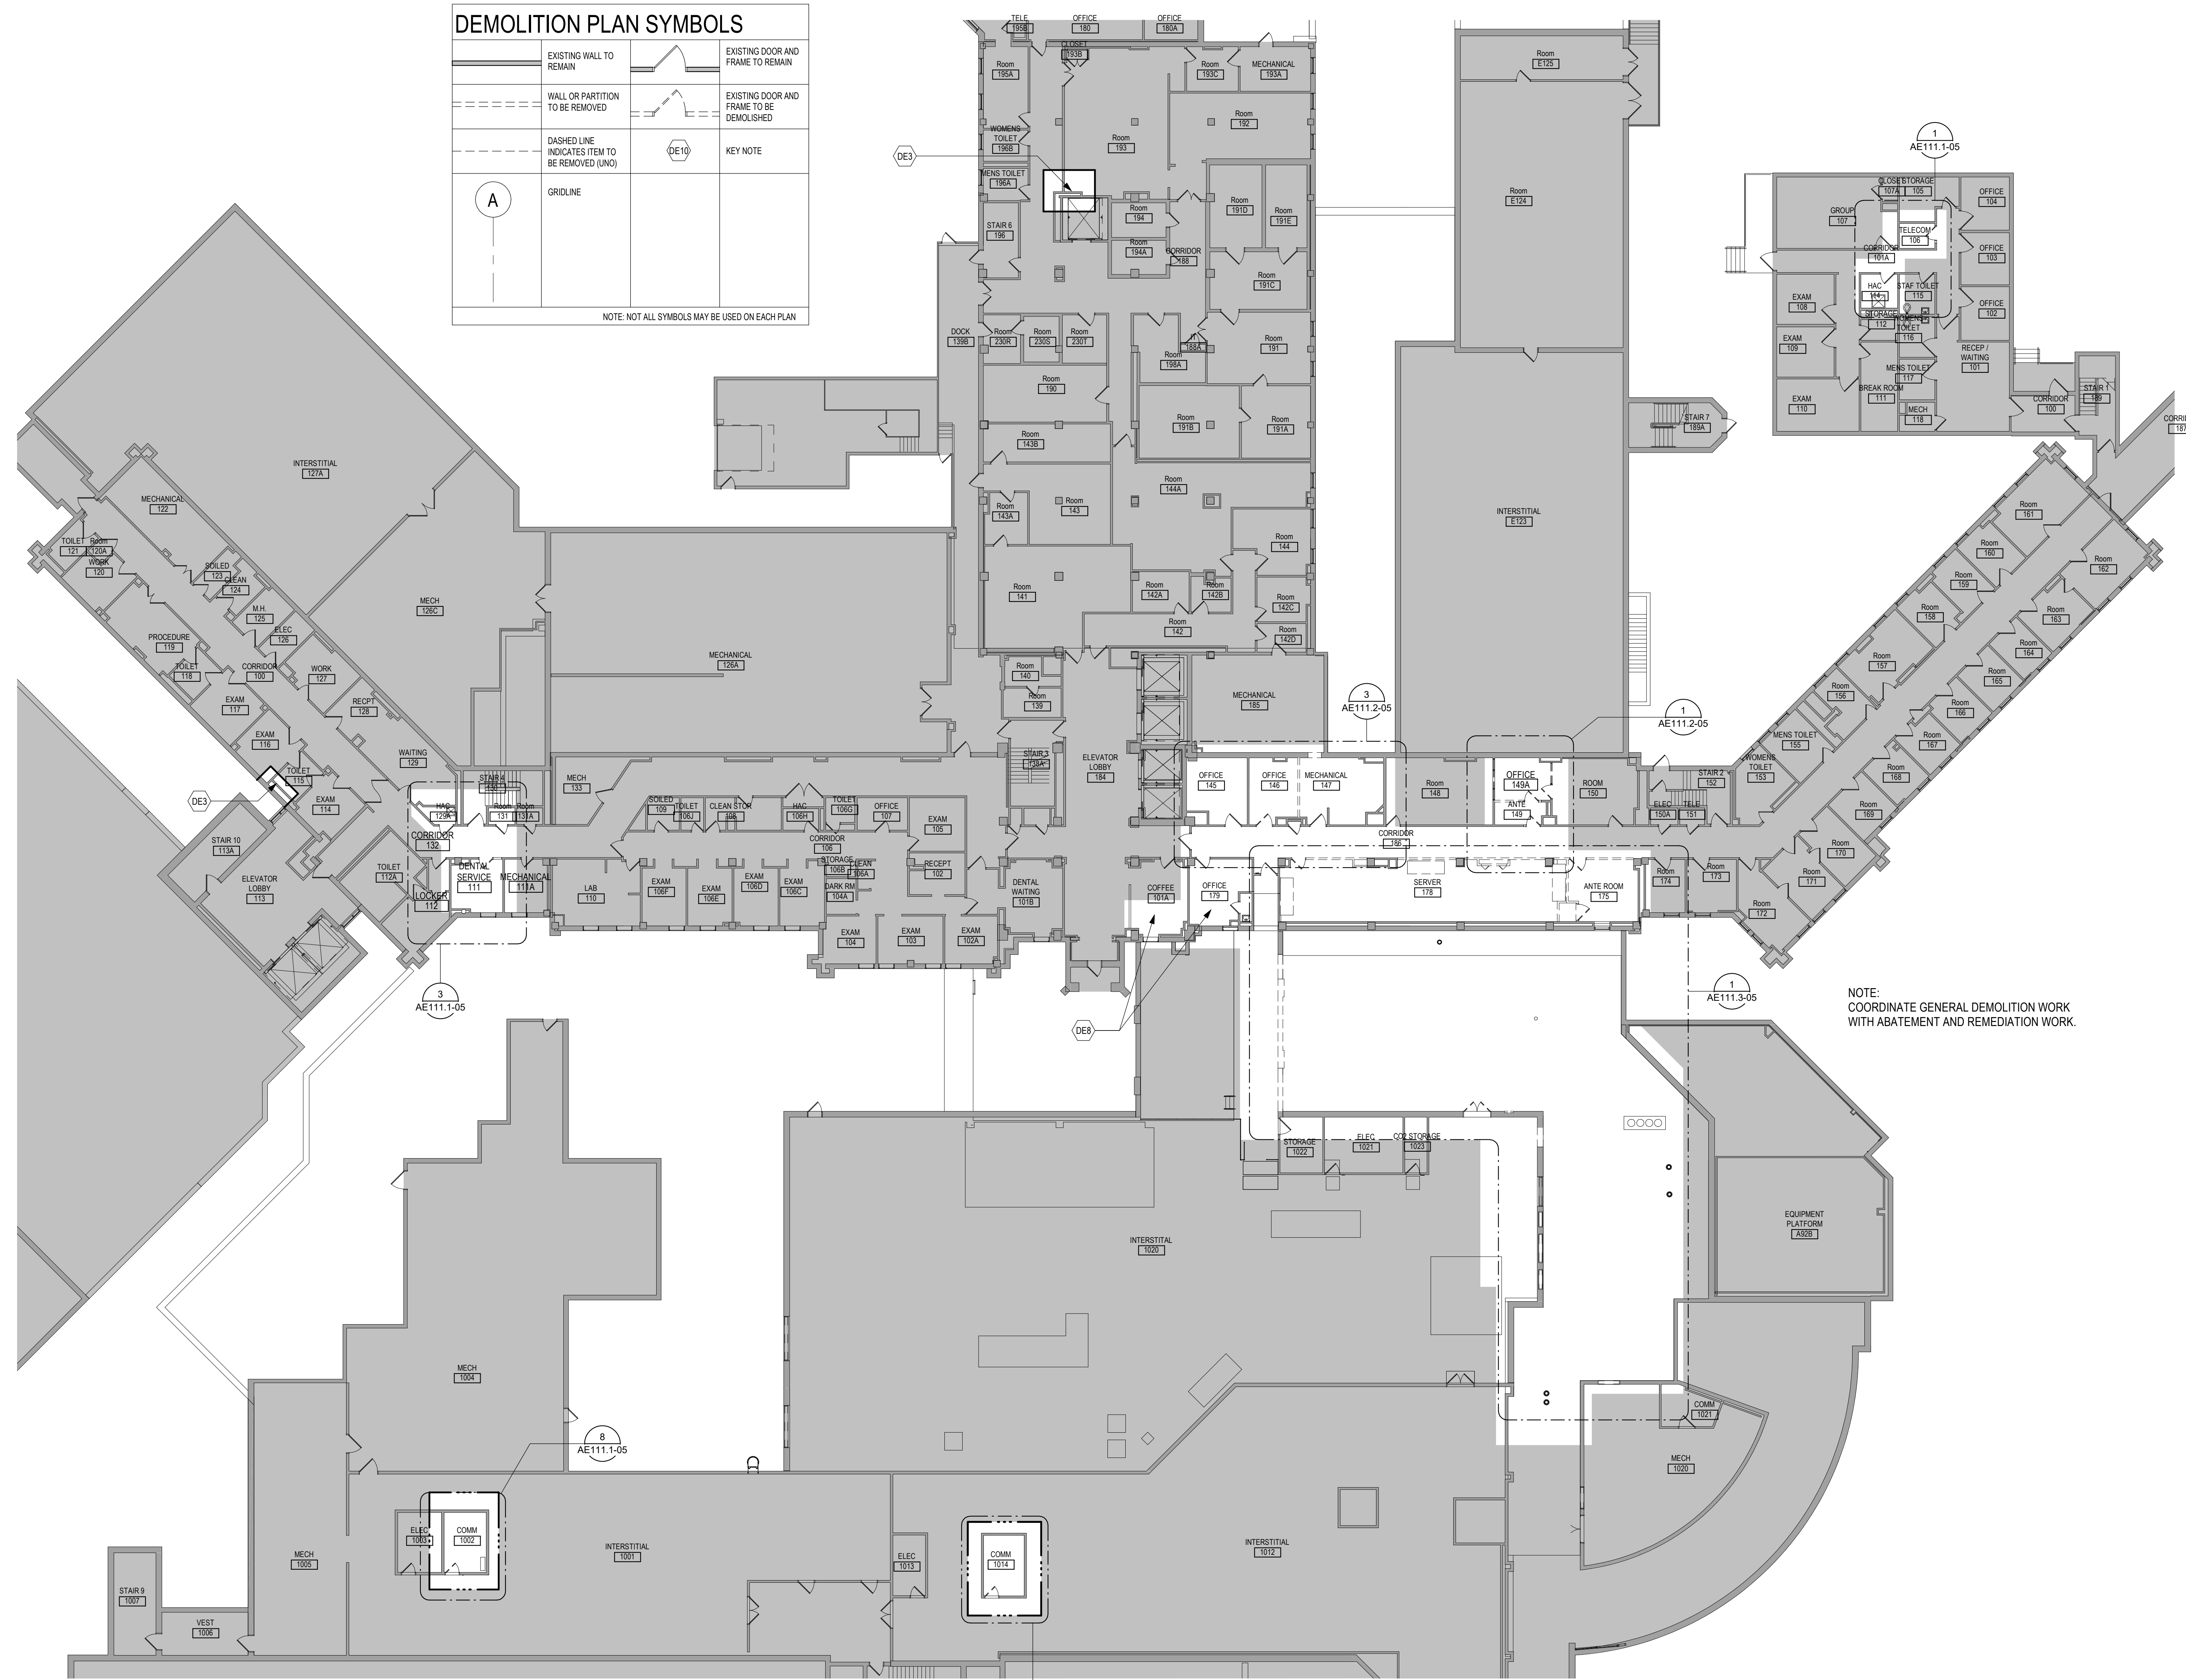 DEMOLITION PLAN SYMBOLS
EXISTING WALL TO
REMAIN
EXISTING DOOR AND
FRAME TO REMAIN
WALL OR PARTITION
TO BE REMOVED
EXISTING DOOR AND
FRAME TO BE
DEMOLISHED
DASHED LINE
INDICATES ITEM TO
BE REMOVED (UNO)
DE10
KEY NOTE
A
GRIDLINE
NOTE: NOT ALL SYMBOLS MAY BE USED ON EACH PLAN
TELE
195B
OFFICE
180
OFFICE
180A
CLOSET
193B
Room
195A
Room
193C
MECHANICAL
193A
Room
192
Room
193
WOMENS
TOILET
196B
MENS TOILET
196A
DE3
STAIR 6
196
Room
194
Room
194A
CORRIDOR
188
Room
191D
Room
191E
Room
191C
DOCK
139B
Room
230R
Room
230S
Room
230T
188A
Room
198A
Room
191
Room
190
Room
191B
Room
191A
Room
143B
Room
144A
Room
143A
Room
143
Room
144
Room
141
Room
142A
Room
142B
Room
142C
Room
142
Room
142D
Room
140
Room
139
MECHANICAL
185
Room
E125
Room
E124
INTERSTITIAL
E123
STAIR 7
189A
1
AE111.1-05
CLOSET
107A
STORAGE
105
OFFICE
104
GROUP
107
TELECOM
106
CORRIDOR
101A
OFFICE
103
HAC
114
STAF TOILET
115
EXAM
108
OFFICE
102
STORAGE
112
WOMENS
TOILET
116
EXAM
109
RECEP /
WAITING
101
MENS TOILET
117
BREAK ROOM
111
EXAM
110
MECH
118
CORRIDOR
100
STAIR 1
189
CORRI
187
INTERSTITIAL
127A
MECHANICAL
122
TOILET
121
Room
120A
WORK
120
SOILED
123
CLEAN
124
M.H.
125
ELEC
126
PROCEDURE
119
TOILET
118
CORRIDOR
100
WORK
127
EXAM
117
RECPT
128
EXAM
116
WAITING
129
TOILET
115
DE3
EXAM
114
STAIR 10
113A
ELEVATOR
LOBBY
113
TOILET
112A
MECH
126C
MECHANICAL
126A
STAIR 4
130
HAC
129A
Room
131
Room
131A
CORRIDOR
132
DENTAL
SERVICE
111
MECHANICAL
111A
LOCKER
112
3
AE111.1-05
MECH
133
SOILED
109
TOILET
106J
CLEAN STOR
108
HAC
106H
TOILET
106G
OFFICE
107
EXAM
105
CORRIDOR
106
STORAGE
106B
CLEAN
106A
RECEPT
102
LAB
110
EXAM
106F
EXAM
106E
EXAM
106D
EXAM
106C
DARK RM
104A
EXAM
104
EXAM
103
EXAM
102A
DENTAL
WAITING
101B
STAIR 3
138A
ELEVATOR
LOBBY
184
COFFEE
101A
OFFICE
179
DE8
OFFICE
145
OFFICE
146
MECHANICAL
147
3
AE111.2-05
1
AE111.2-05
Room
148
OFFICE
149A
ANTE
149
ROOM
150
CORRIDOR
186
SERVER
178
ANTE ROOM
175
ELEC
150A
TELE
151
STAIR 2
152
WOMENS
TOILET
153
MENS TOILET
155
Room
156
Room
157
Room
158
Room
159
Room
160
Room
161
Room
162
Room
163
Room
164
Room
165
Room
166
Room
167
Room
168
Room
169
Room
170
Room
171
Room
172
Room
173
Room
174
1
AE111.3-05
NOTE:
COORDINATE GENERAL DEMOLITION WORK
WITH ABATEMENT AND REMEDIATION WORK.
STORAGE
1022
ELEC
1021
CO2 STORAGE
1023
EQUIPMENT
PLATFORM
A92B
INTERSTITAL
1020
MECH
1004
8
AE111.1-05
COMM
1021
MECH
1020
ELEC
1003
COMM
1002
INTERSTITIAL
1001
MECH
1005
ELEC
1013
COMM
1014
INTERSTITIAL
1012
STAIR 9
1007
VEST
1006